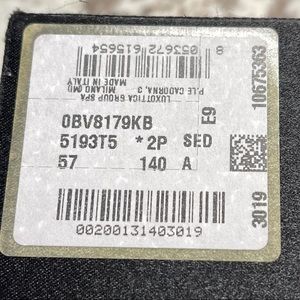 8 053672 615654
LUXOTTICA GROUP SPA
P.LE CADORNA, 3
MILANO
MADE IN ITALY
0BV8179KB
5193T5 *2P SED
57 140 A
00200131403019
E9
10675363
3019